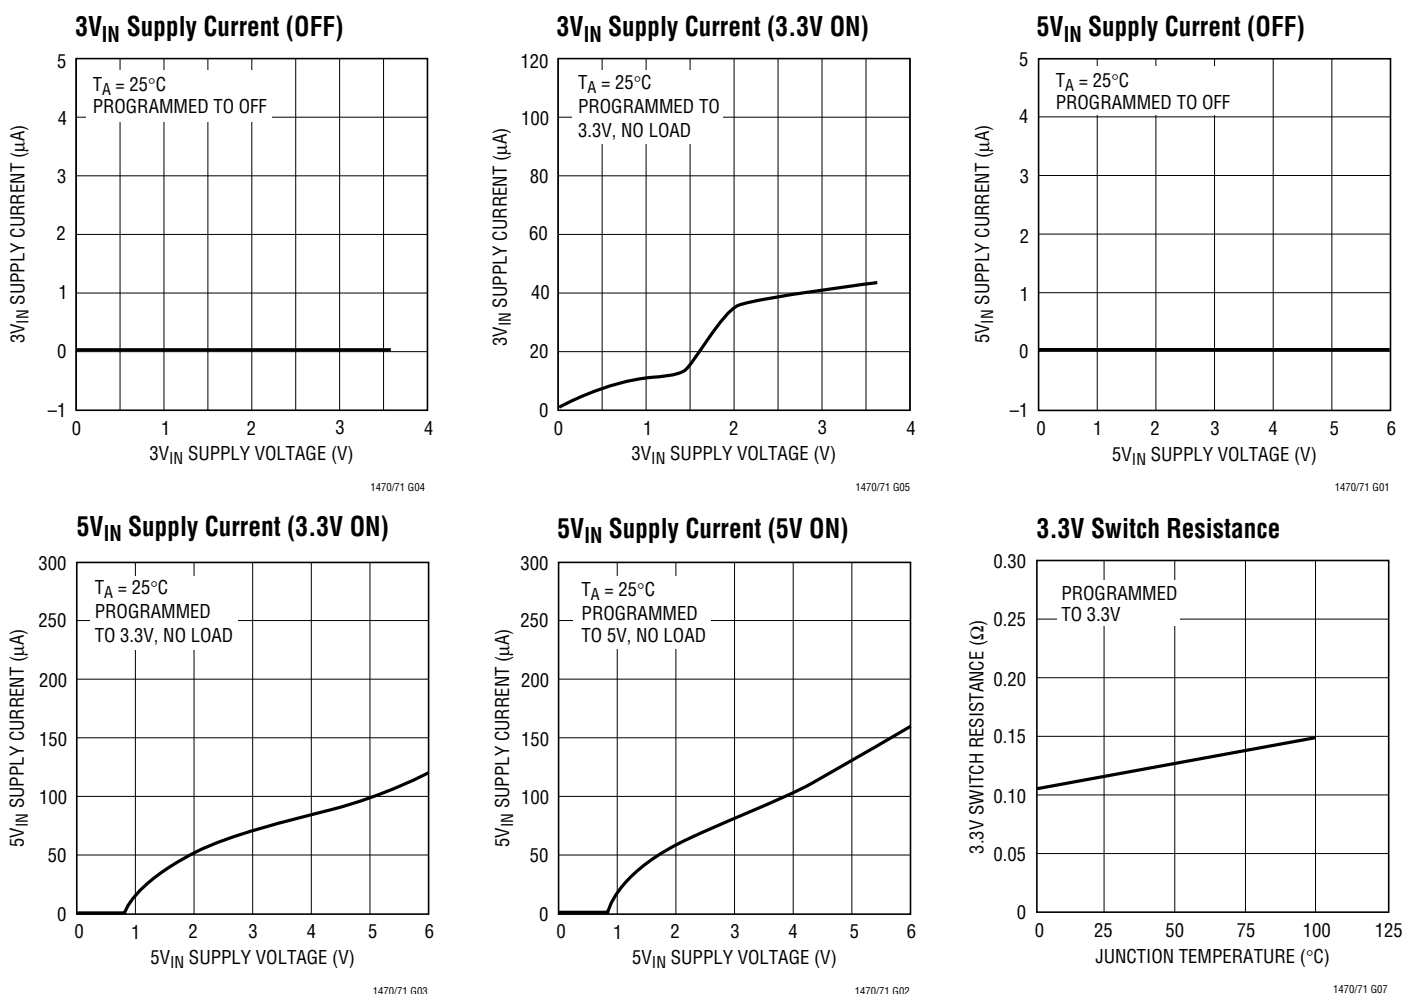 3VIN Supply Current (OFF)
5
4
3
2
1
0
–1
3VIN SUPPLY CURRENT (µA)
TA = 25°C
PROGRAMMED TO OFF
0 1 2 3 4
3VIN SUPPLY VOLTAGE (V)
1470/71 G04
3VIN Supply Current (3.3V ON)
120
100
80
60
40
20
0
3VIN SUPPLY CURRENT (µA)
TA = 25°C
PROGRAMMED TO
3.3V, NO LOAD
0 1 2 3 4
3VIN SUPPLY VOLTAGE (V)
1470/71 G05
5VIN Supply Current (OFF)
5
4
3
2
1
0
–1
5VIN SUPPLY CURRENT (µA)
TA = 25°C
PROGRAMMED TO OFF
0 1 2 3 4 5 6
5VIN SUPPLY VOLTAGE (V)
1470/71 G01
5VIN Supply Current (3.3V ON)
300
250
200
150
100
50
0
5VIN SUPPLY CURRENT (µA)
TA = 25°C
PROGRAMMED
TO 3.3V, NO LOAD
0 1 2 3 4 5 6
5VIN SUPPLY VOLTAGE (V)
1470/71 G03
5VIN Supply Current (5V ON)
300
250
200
150
100
50
0
5VIN SUPPLY CURRENT (µA)
TA = 25°C
PROGRAMMED
TO 5V, NO LOAD
0 1 2 3 4 5 6
5VIN SUPPLY VOLTAGE (V)
1470/71 G02
3.3V Switch Resistance
0.30
0.25
0.20
0.15
0.10
0.05
0
3.3V SWITCH RESISTANCE (Ω)
PROGRAMMED
TO 3.3V
0 25 50 75 100 125
JUNCTION TEMPERATURE (°C)
1470/71 G07